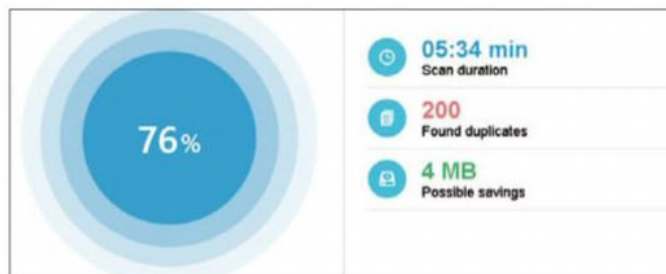 76%
05:34 min
Scan duration
200
Found duplicates
4 MB
Possible savings